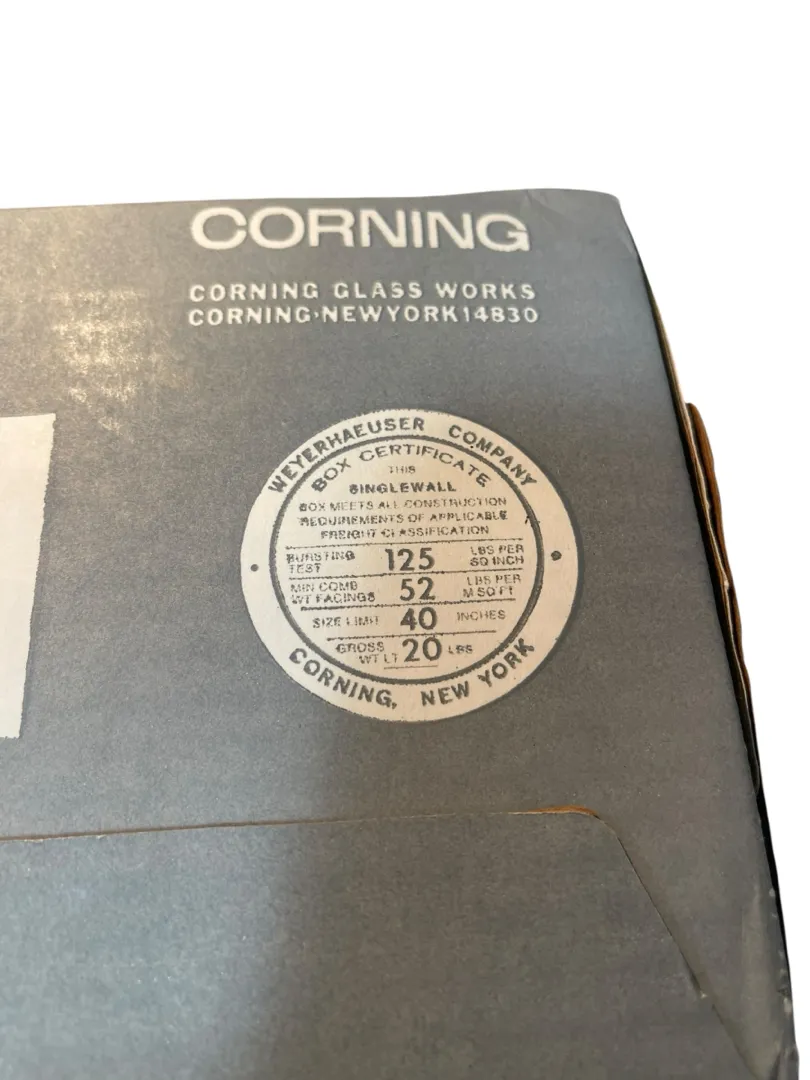 CORNING
CORNING GLASS WORKS
CORNING·NEWYORK14830
WEYERHAEUSER COMPANY
BOX CERTIFICATE
THIS
SINGLEWALL
BOX MEETS ALL CONSTRUCTION
REQUIREMENTS OF APPLICABLE
FREIGHT CLASSIFICATION
BURSTING TEST 125 LBS PER SQ INCH
MIN COMB WT FACINGS 52 LBS PER M SQ FT
SIZE LIMIT 40 INCHES
GROSS WT LT 20 LBS
CORNING, NEW YORK